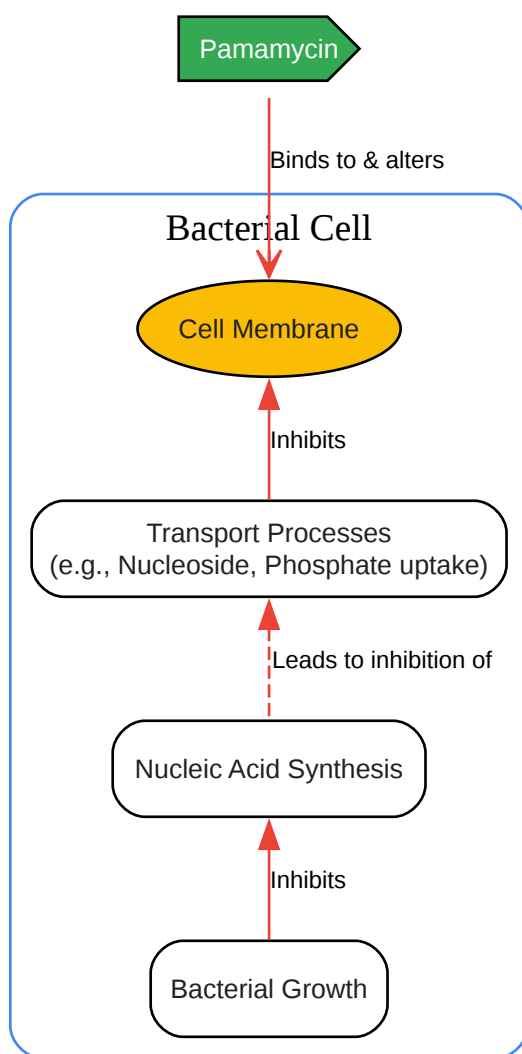 Pamamycin
Binds to & alters
Bacterial Cell
Cell Membrane
Inhibits
Transport Processes
(e.g., Nucleoside, Phosphate uptake)
Leads to inhibition of
Nucleic Acid Synthesis
Inhibits
Bacterial Growth